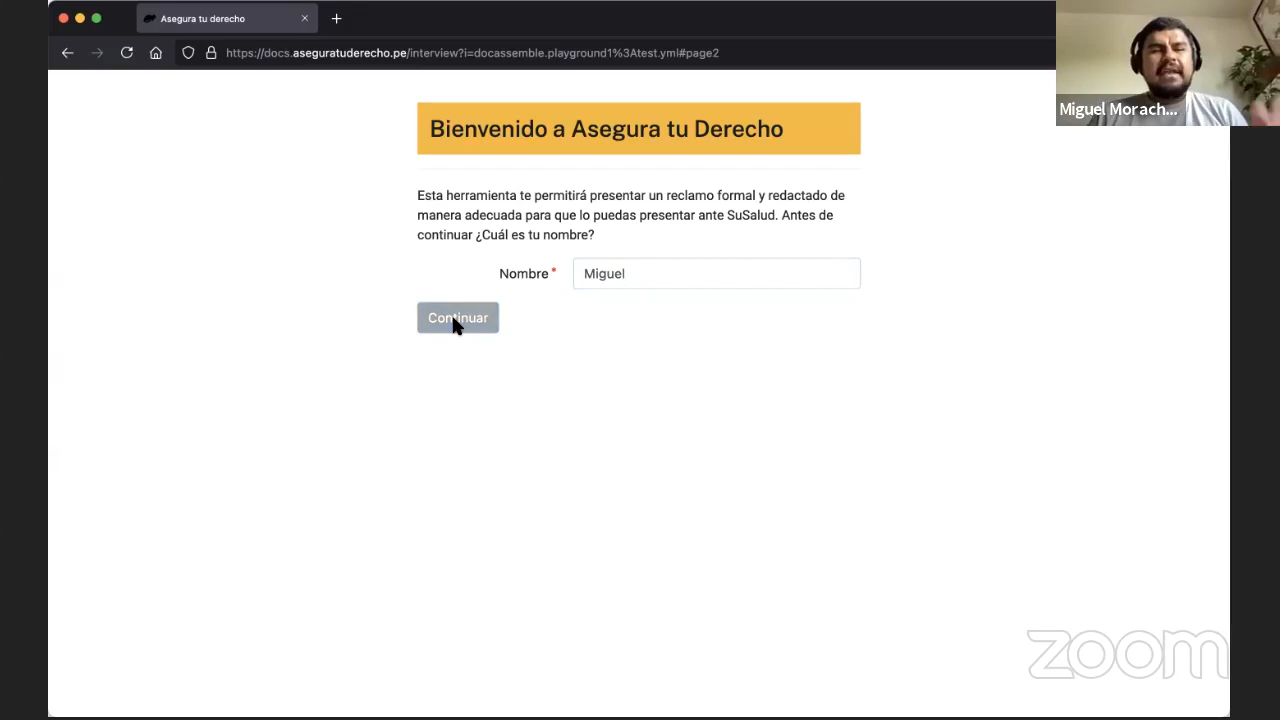 Asegura tu derecho
https://docs.aseguratuderecho.pe/interview?i=docassemble.playground1%3Atest.yml#page2
Miguel Morach...
Bienvenido a Asegura tu Derecho
Esta herramienta te permitirá presentar un reclamo formal y redactado de
manera adecuada para que lo puedas presentar ante SuSalud. Antes de
continuar ¿Cuál es tu nombre?
Nombre *
Miguel
Continuar
zoom